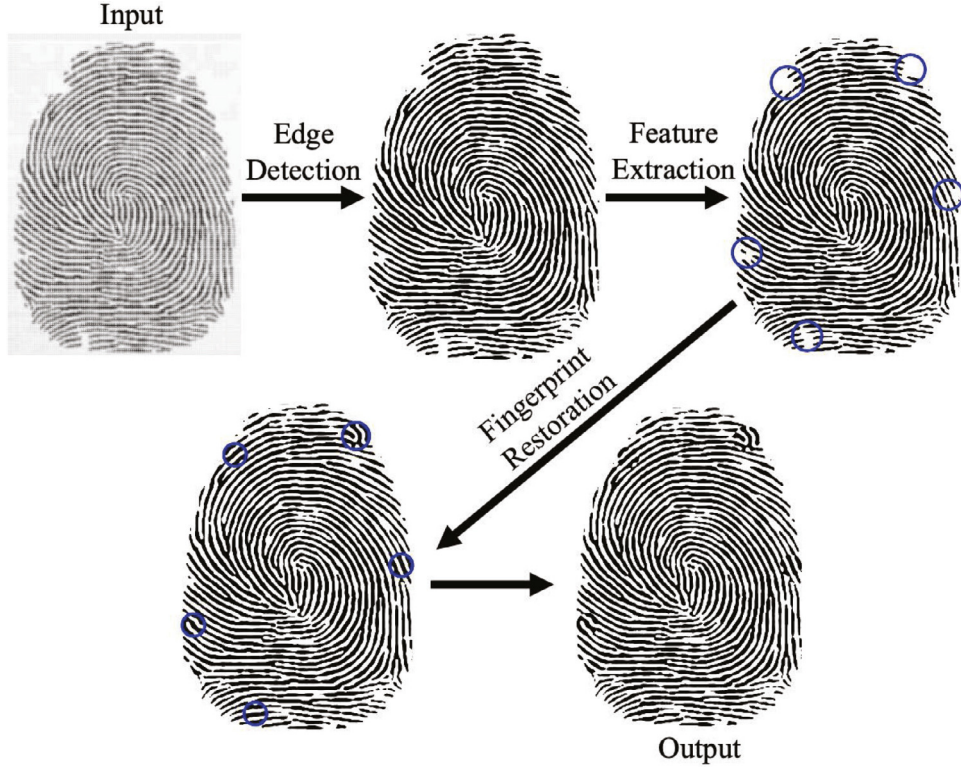 Input
Edge
Detection
Feature
Extraction
Fingerprint
Restoration
Output